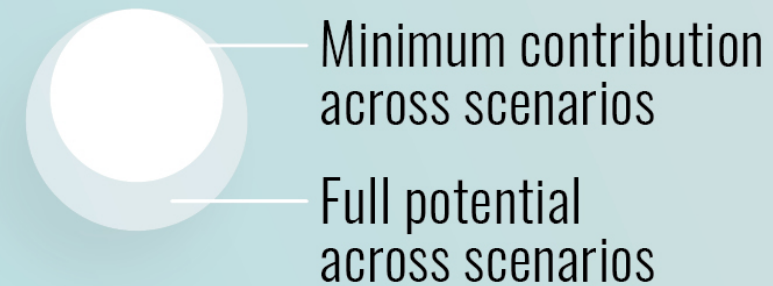 Minimum contribution
across scenarios
Full potential
across scenarios